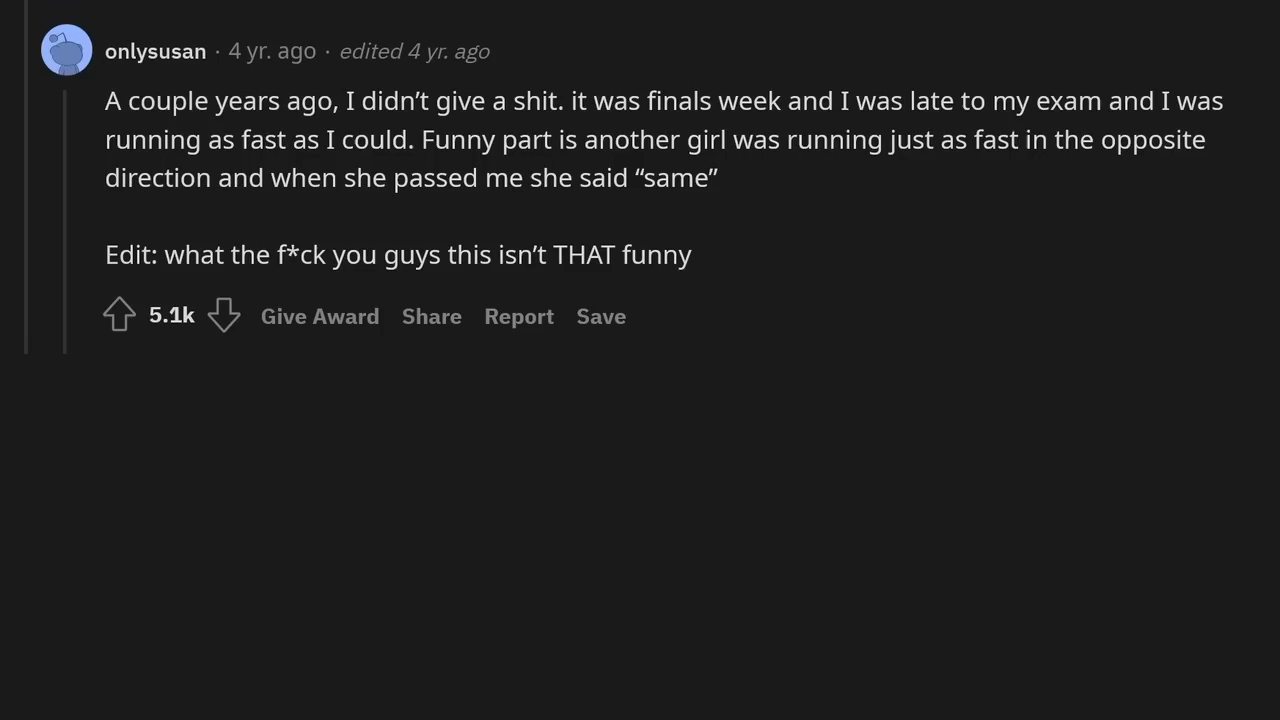 onlysusan · 4 yr. ago · edited 4 yr. ago
A couple years ago, I didn’t give a shit. it was finals week and I was late to my exam and I was
running as fast as I could. Funny part is another girl was running just as fast in the opposite
direction and when she passed me she said “same”
Edit: what the f*ck you guys this isn’t THAT funny
5.1k Give Award Share Report Save